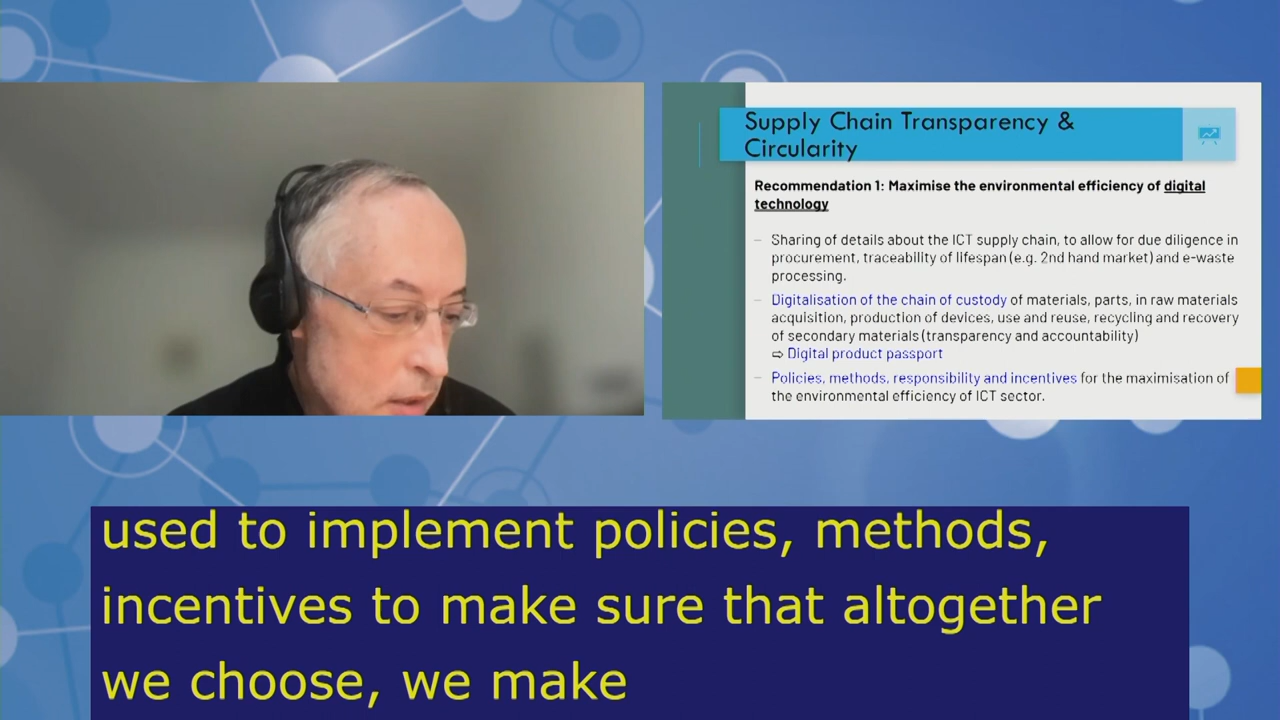 Supply Chain Transparency &
Circularity
Recommendation 1: Maximise the environmental efficiency of digital
technology
– Sharing of details about the ICT supply chain, to allow for due diligence in
procurement, traceability of lifespan (e.g. 2nd hand market) and e-waste
processing.
– Digitalisation of the chain of custody of materials, parts, in raw materials
acquisition, production of devices, use and reuse, recycling and recovery
of secondary materials (transparency and accountability)
⇨ Digital product passport
– Policies, methods, responsibility and incentives for the maximisation of
the environmental efficiency of ICT sector.
used to implement policies, methods,
incentives to make sure that altogether
we choose, we make